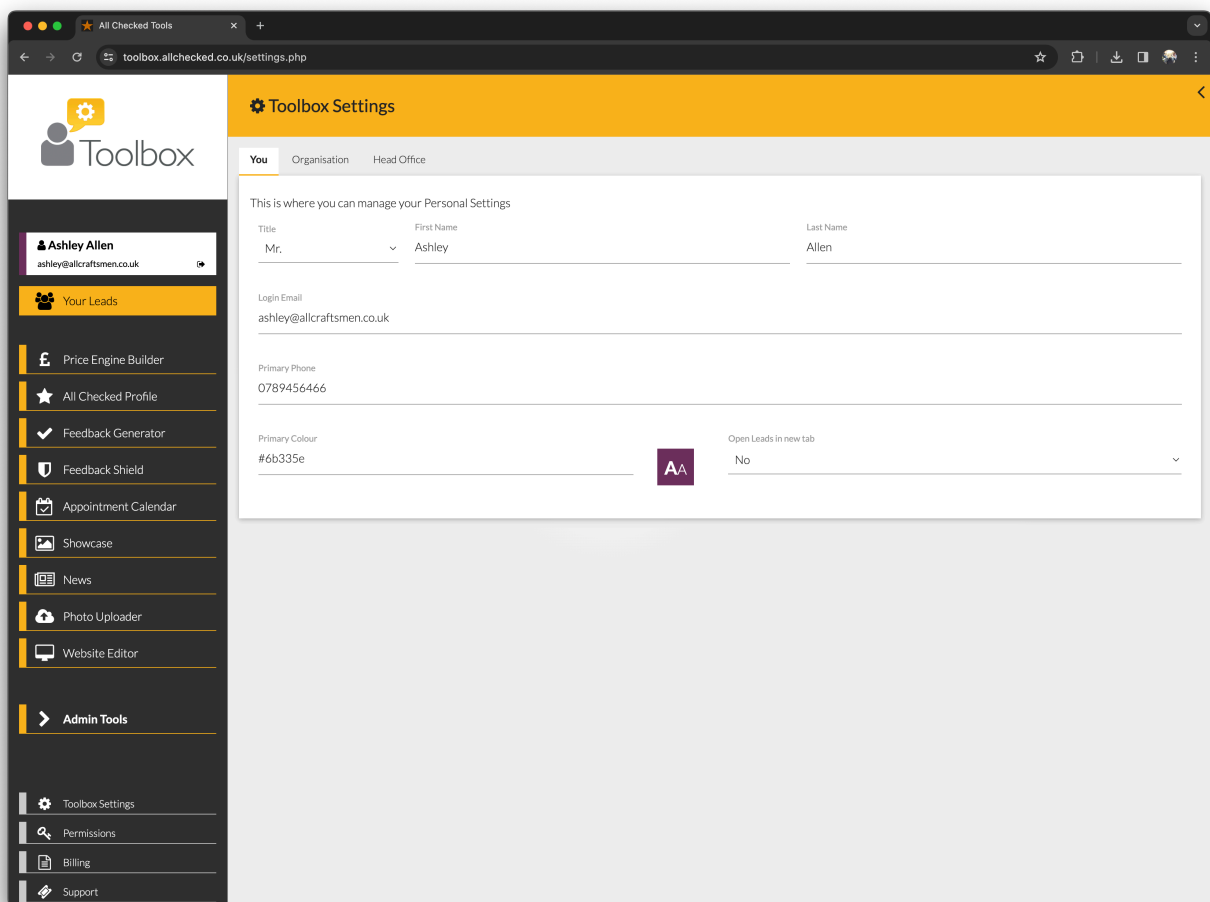 All Checked Tools
toolbox.allchecked.co.uk/settings.php
Toolbox
Toolbox Settings
You Organisation Head Office
This is where you can manage your Personal Settings
Title First Name Last Name
Mr. Ashley Allen
Login Email
ashley@allcraftsmen.co.uk
Primary Phone
0789456466
Primary Colour Open Leads in new tab
#6b335e AA No
Ashley Allen
ashley@allcraftsmen.co.uk
Your Leads
£ Price Engine Builder
All Checked Profile
Feedback Generator
Feedback Shield
Appointment Calendar
Showcase
News
Photo Uploader
Website Editor
Admin Tools
Toolbox Settings
Permissions
Billing
Support